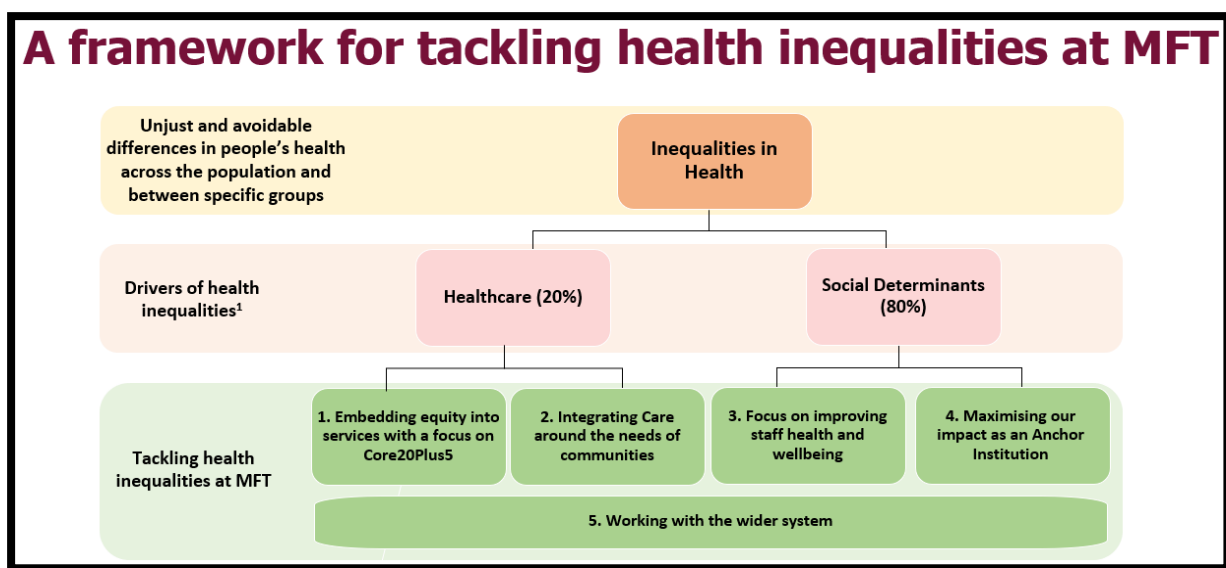 A framework for tackling health inequalities at MFT
Unjust and avoidable
differences in people's health
across the population and
between specific groups
Inequalities in
Health
Drivers of health
inequalities¹
Healthcare (20%)
Social Determinants
(80%)
Tackling health
inequalities at MFT
1. Embedding equity into
services with a focus on
Core20Plus5
2. Integrating Care
around the needs of
communities
3. Focus on improving
staff health and
wellbeing
4. Maximising our
impact as an Anchor
Institution
5. Working with the wider system